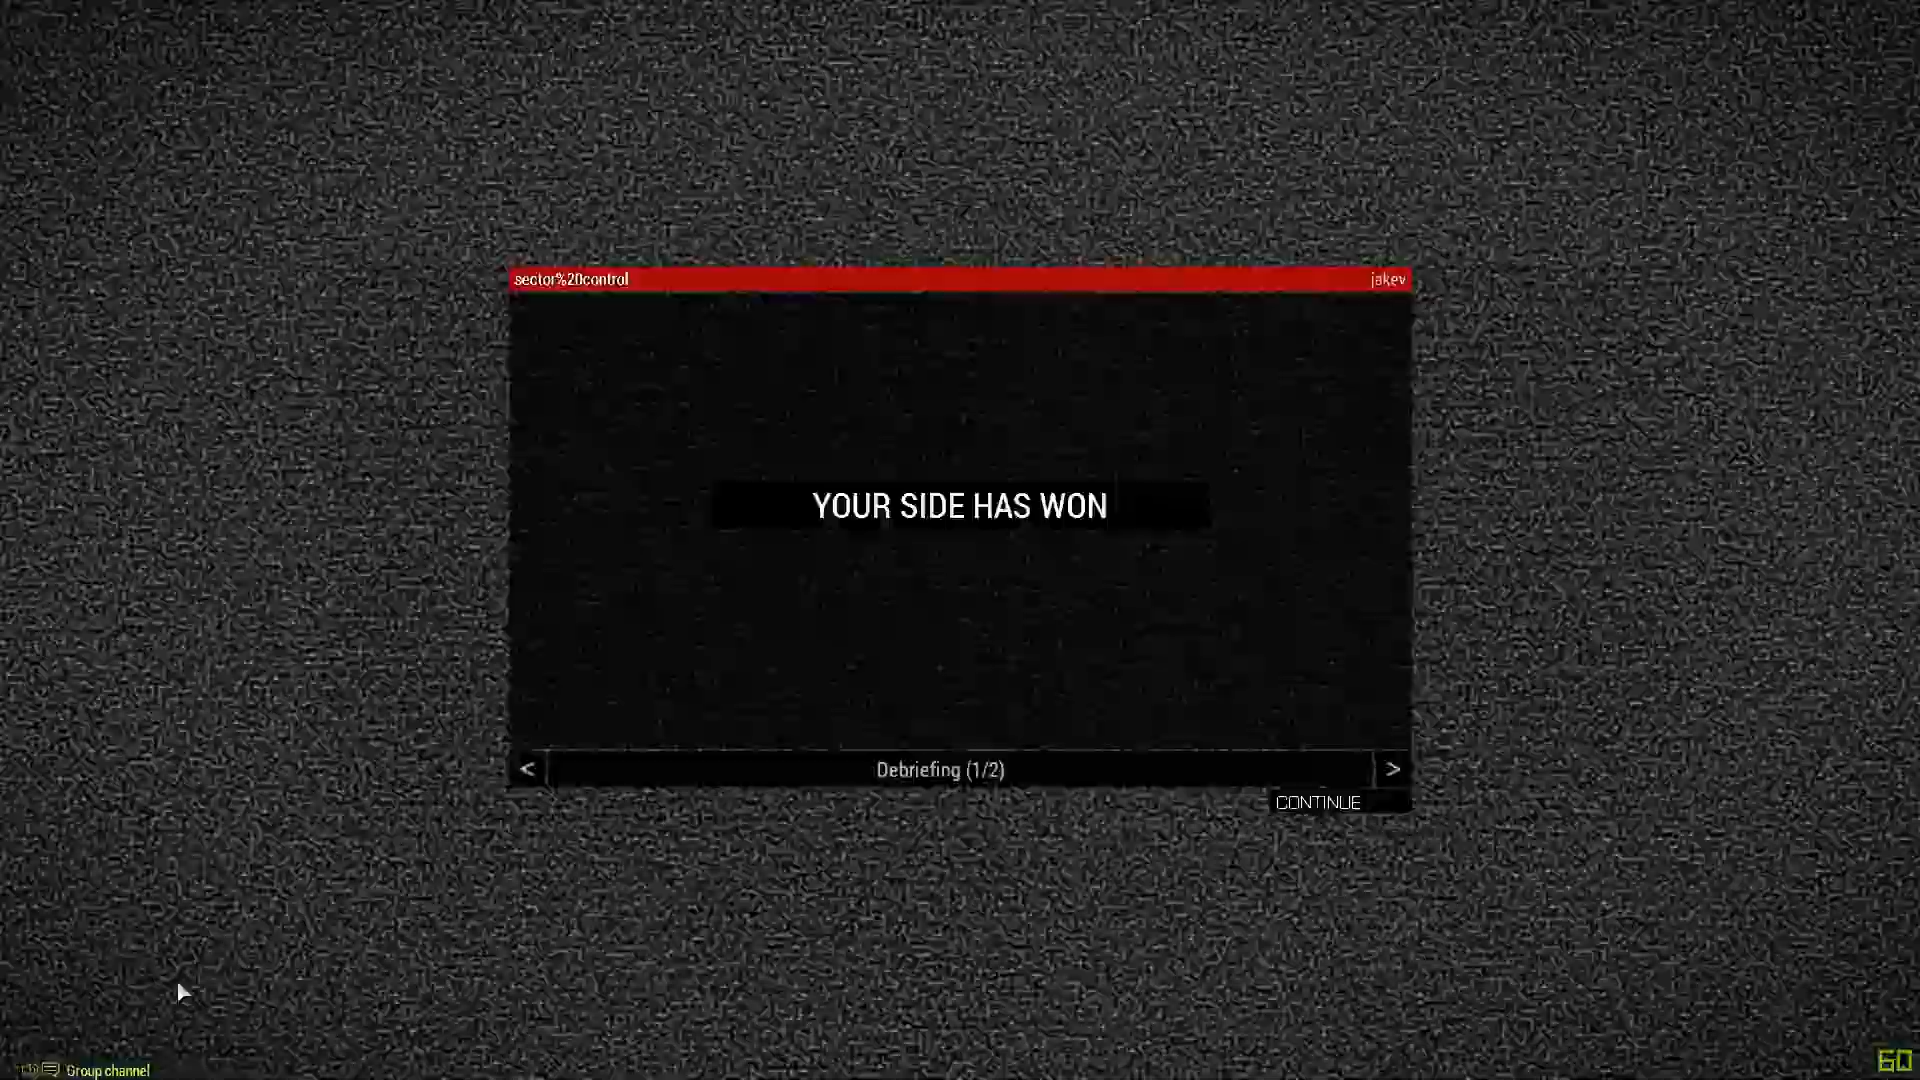 sector%20control
jakev
YOUR SIDE HAS WON
< Debriefing (1/2) >
CONTINUE
Group channel
60